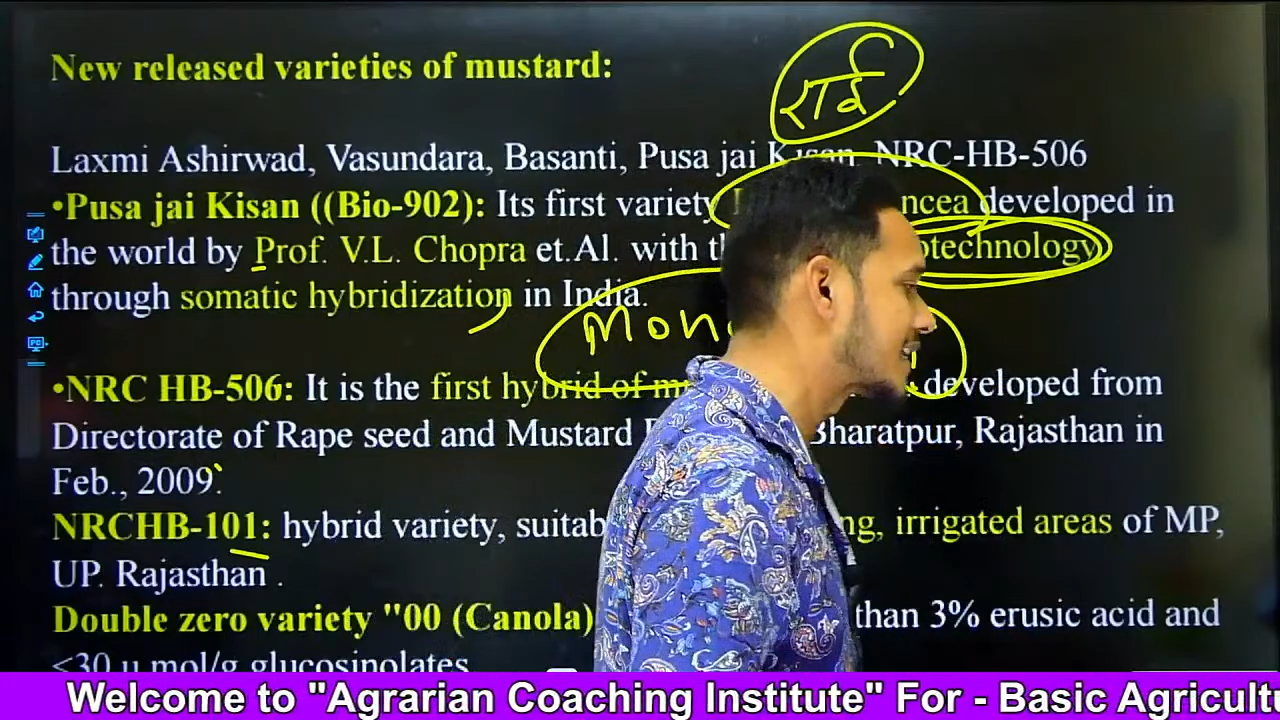 New released varieties of mustard:
राई
Laxmi Ashirwad, Vasundara, Basanti, Pusa jai Kisan, NRC-HB-506
•Pusa jai Kisan ((Bio-902): Its first variety ncea developed in
the world by Prof. V.L. Chopra et.Al. with otechnology
through somatic hybridization in India.
Mon
•NRC HB-506: It is the first hybrid of developed from
Directorate of Rape seed and Mustard Bharatpur, Rajasthan in
Feb., 2009.
NRCHB-101: hybrid variety, irrigated areas of MP,
UP. Rajasthan .
Double zero variety "00 (Canola) than 3% erusic acid and
<30 u mol/g glucosinolates
Welcome to "Agrarian Coaching Institute" For - Basic Agricult